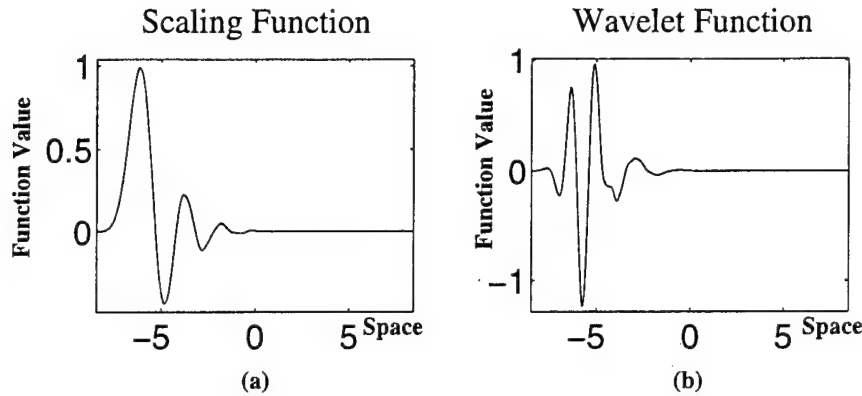 Scaling Function
Wavelet Function
Function Value
1
0.5
0
−5
0
5
Space
(a)
Function Value
1
0
−1
−5
0
5
Space
(b)